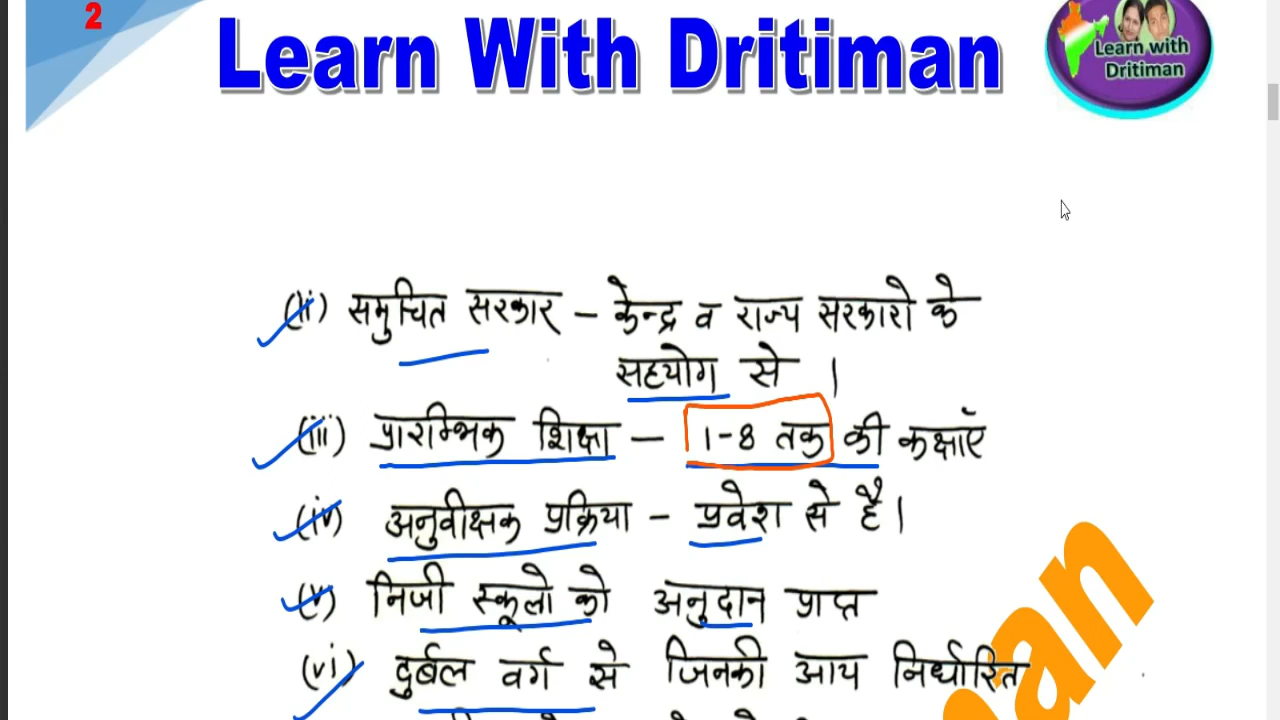 2
Learn With Dritiman
Learn with
Dritiman
(ii) समुचित सरकार – केन्द्र व राज्य सरकारो के
सहयोग से ।
(iii) प्रारम्भिक शिक्षा – 1-8 तक की कक्षाएँ
(iv) अनुवीक्षक प्रक्रिया – प्रवेश से है।
(v) निजी स्कूलो को अनुदान प्राप्त
(vi) दुर्बल वर्ग से जिनकी आय निर्धारित